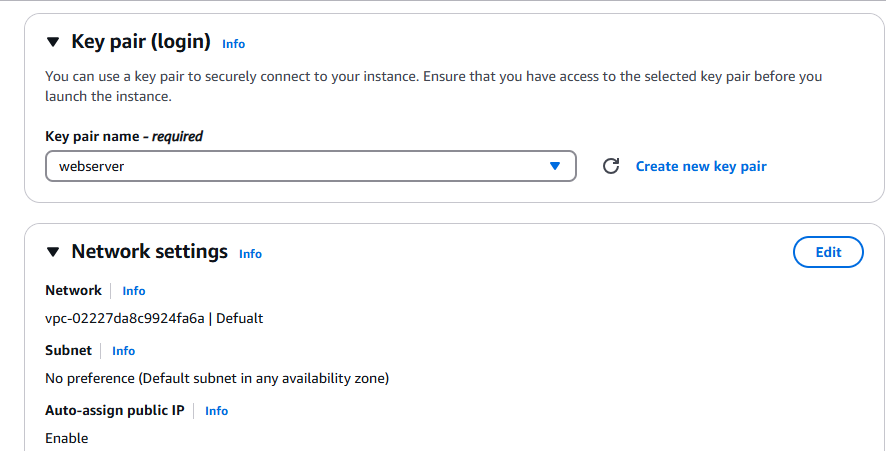 Key pair (login) Info
You can use a key pair to securely connect to your instance. Ensure that you have access to the selected key pair before you
launch the instance.
Key pair name - required
webserver
Create new key pair
Network settings Info
Edit
Network Info
vpc-02227da8c9924fa6a | Defualt
Subnet Info
No preference (Default subnet in any availability zone)
Auto-assign public IP Info
Enable